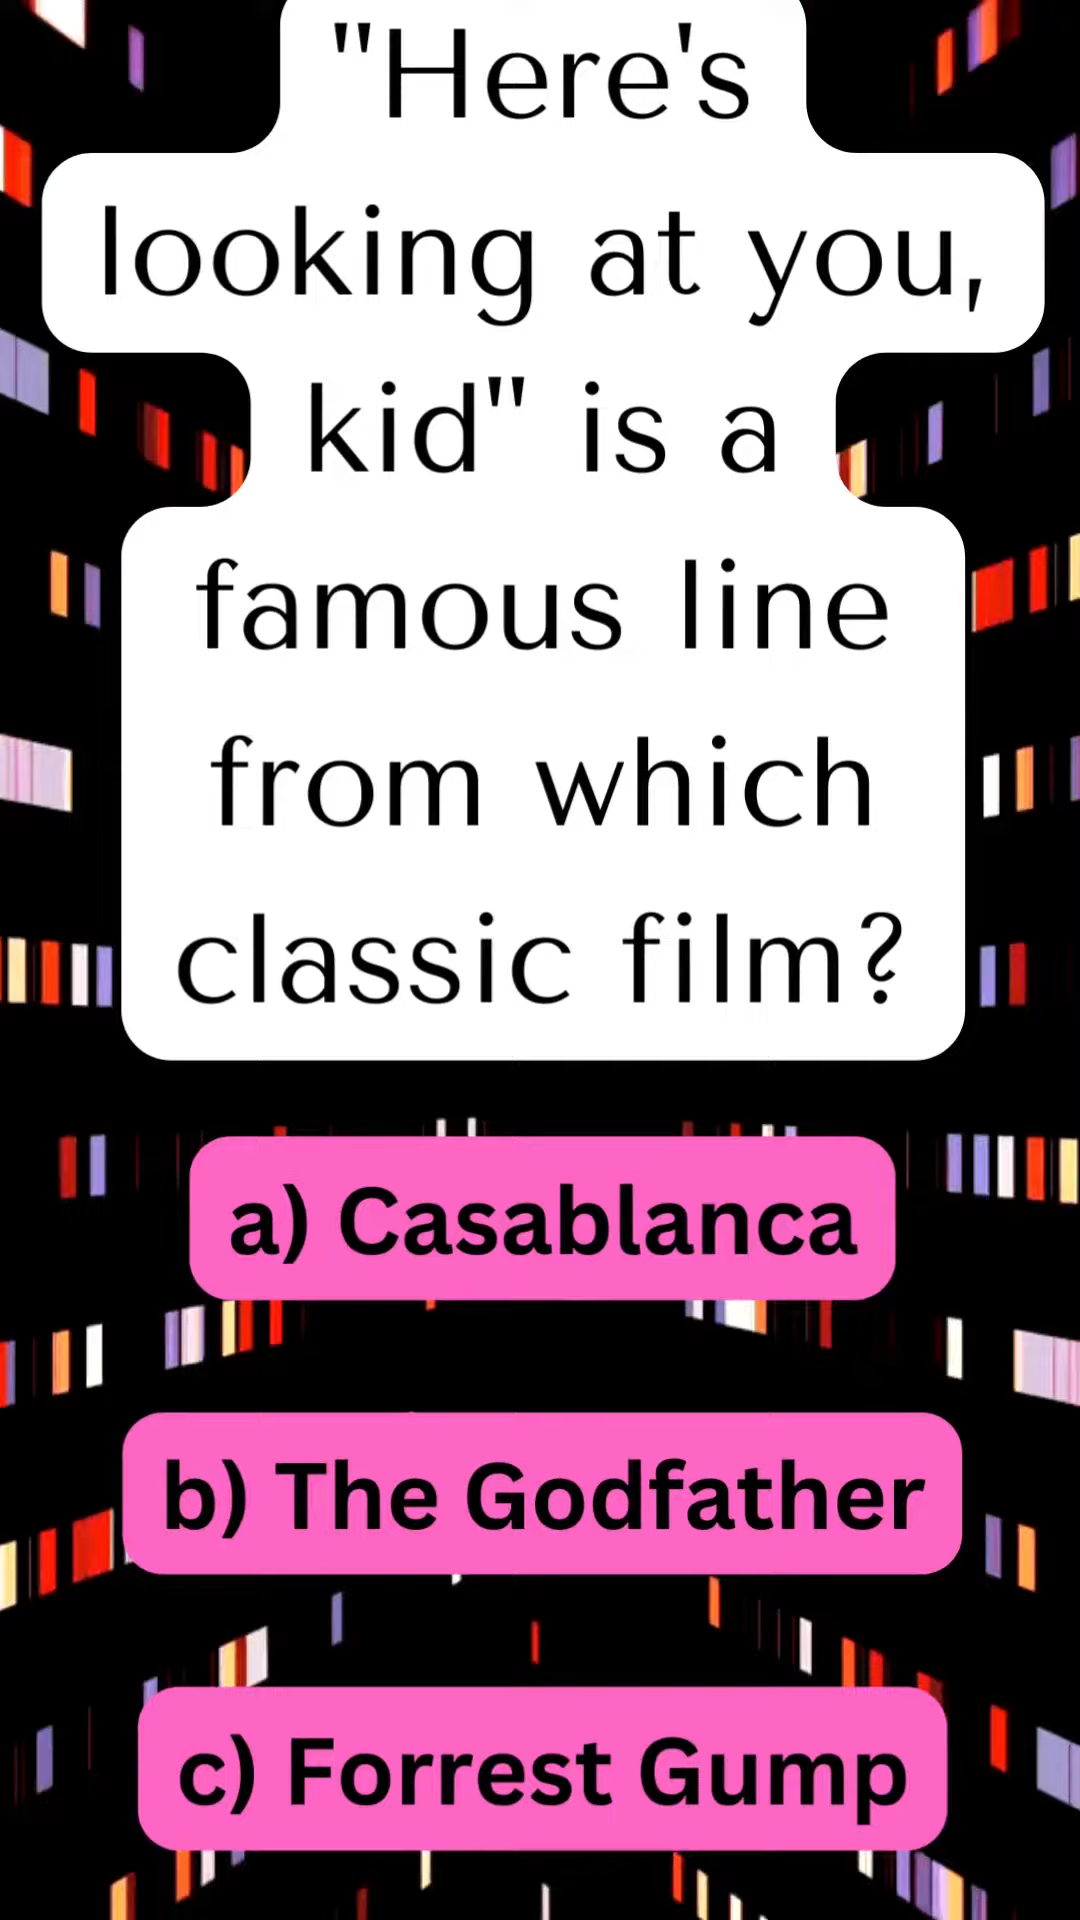 "Here's
looking at you,
kid" is a
famous line
from which
classic film?
a) Casablanca
b) The Godfather
c) Forrest Gump